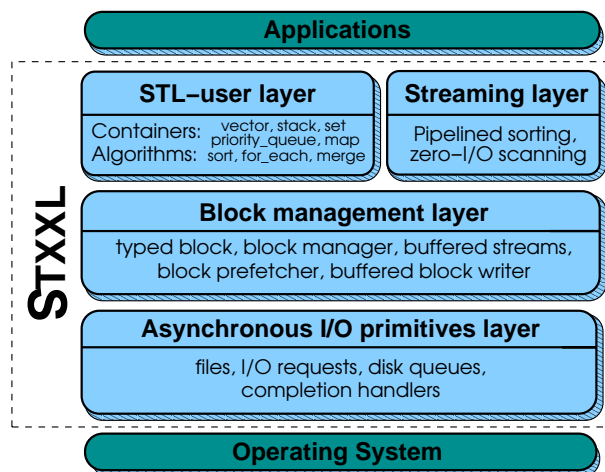 Applications
STL–user layer
Containers: vector, stack, set
priority_queue, map
Algorithms: sort, for_each, merge
Streaming layer
Pipelined sorting,
zero–I/O scanning
STXXL
Block management layer
typed block, block manager, buffered streams,
block prefetcher, buffered block writer
Asynchronous I/O primitives layer
files, I/O requests, disk queues,
completion handlers
Operating System